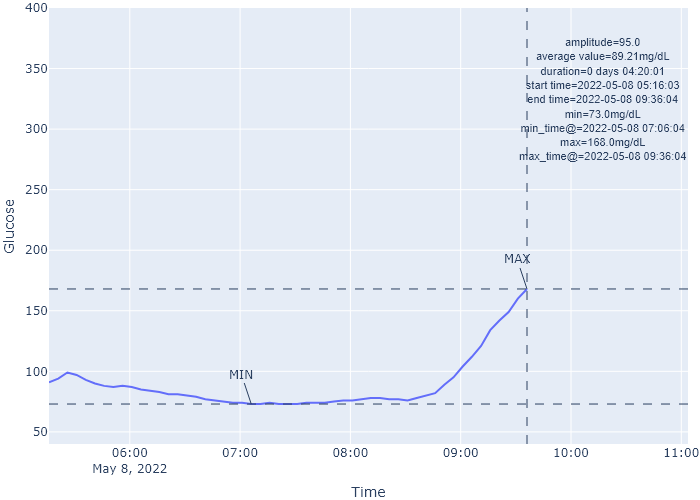 400
350
300
250
200
150
100
50
Glucose
amplitude=95.0
average value=89.21mg/dL
duration=0 days 04:20:01
start time=2022-05-08 05:16:03
end time=2022-05-08 09:36:04
min=73.0mg/dL
min_time@=2022-05-08 07:06:04
max=168.0mg/dL
max_time@=2022-05-08 09:36:04
MAX
MIN
06:00
07:00
08:00
09:00
10:00
11:00
May 8, 2022
Time